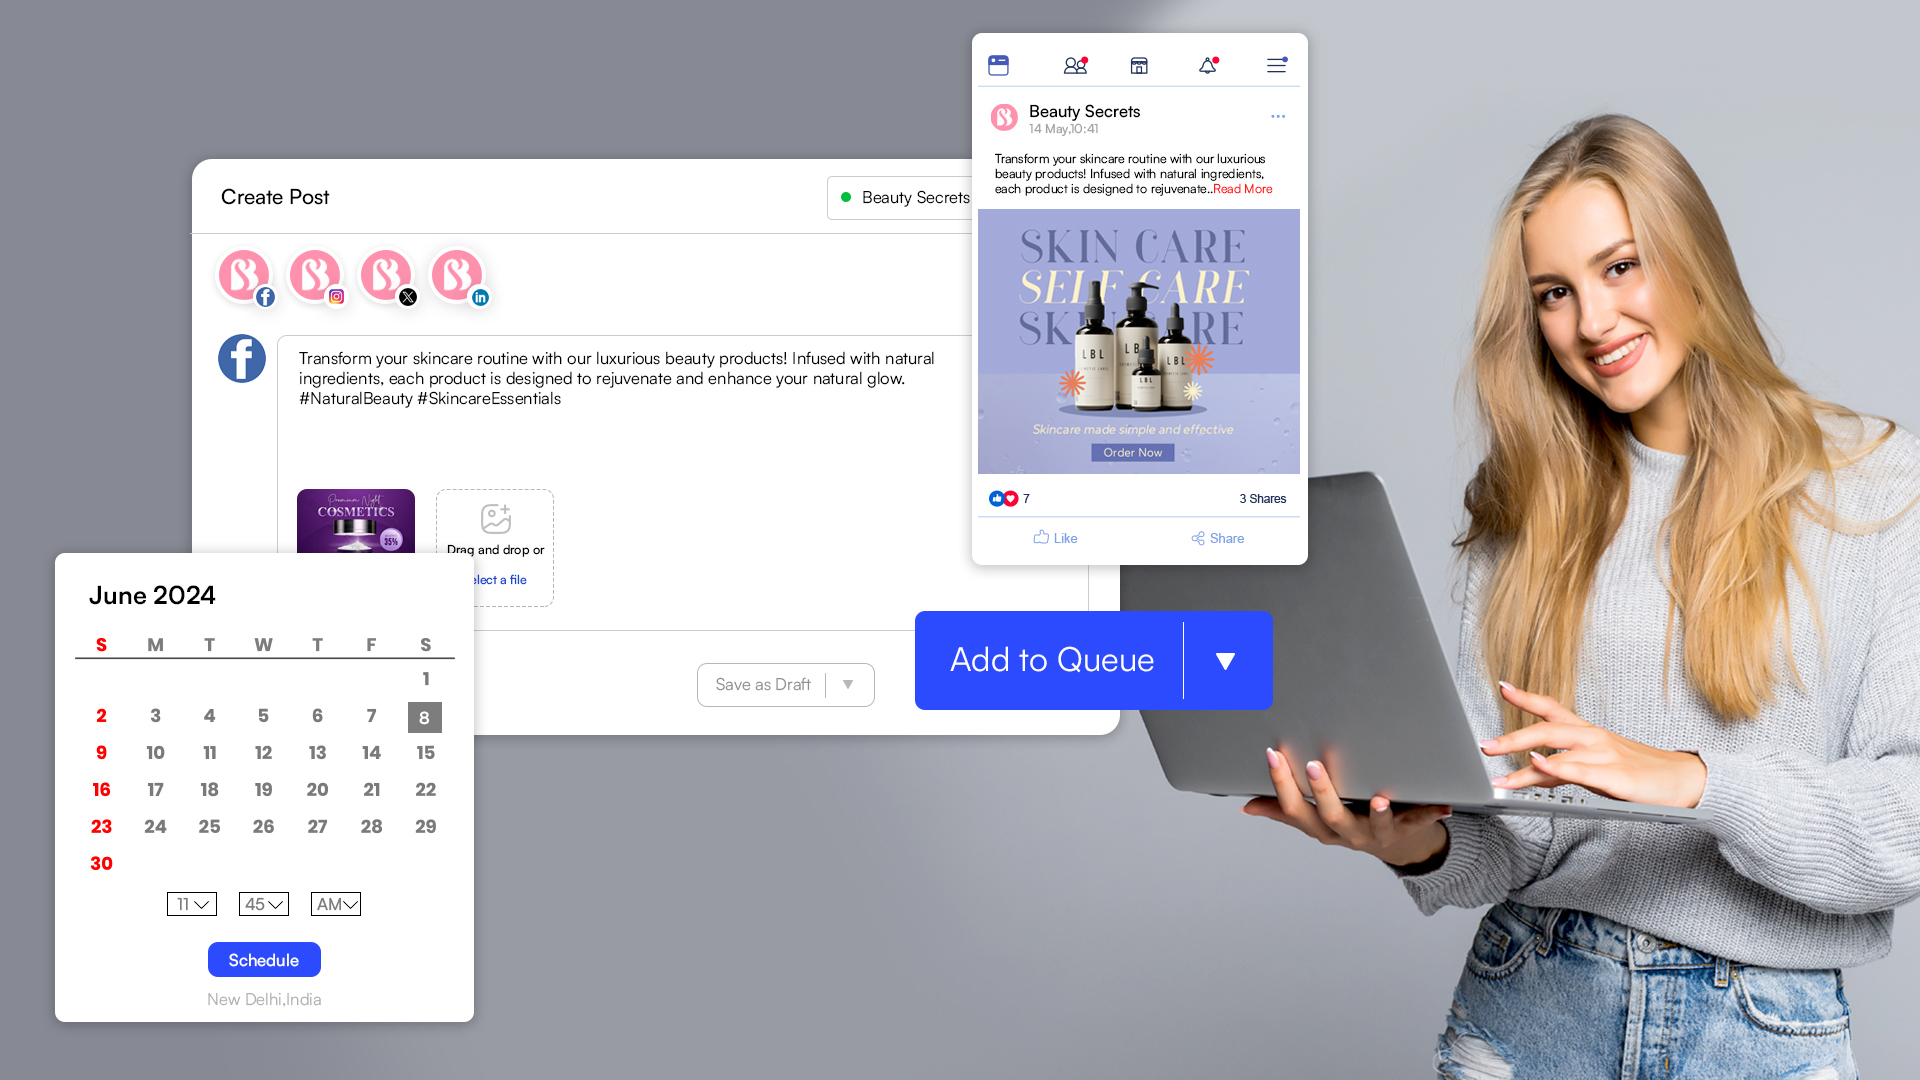 Create Post
Beauty Secrets
Transform your skincare routine with our luxurious beauty products! Infused with natural
ingredients, each product is designed to rejuvenate and enhance your natural glow.
#NaturalBeauty #SkincareEssentials
Premium Night
COSMETICS
35%
Drag and drop or
elect a file
Save as Draft
Add to Queue
Beauty Secrets
14 May,10:41
Transform your skincare routine with our luxurious
beauty products! Infused with natural ingredients,
each product is designed to rejuvenate..Read More
SKIN CARE
SELF CARE
SKIN CARE
LBL
LBL
LBL
Skincare made simple and effective
Order Now
7
3 Shares
Like
Share
June 2024
S M T W T F S
1
2 3 4 5 6 7 8
9 10 11 12 13 14 15
16 17 18 19 20 21 22
23 24 25 26 27 28 29
30
11 45 AM
Schedule
New Delhi,India